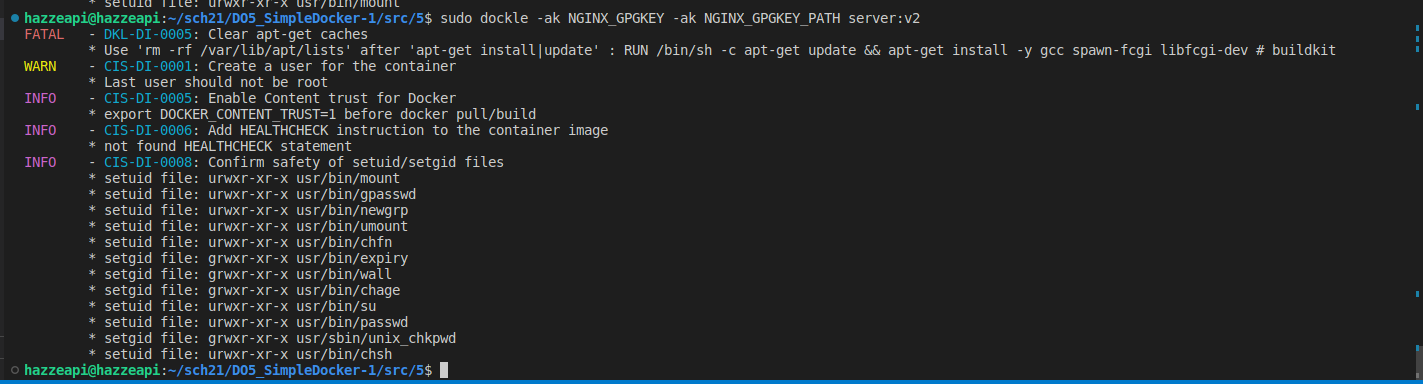 * setuid file: urwxr-xr-x usr/bin/mount
hazzeapi@hazzeapi:~/sch21/DO5_SimpleDocker-1/src/5$ sudo dockle -ak NGINX_GPGKEY -ak NGINX_GPGKEY_PATH server:v2
FATAL - DKL-DI-0005: Clear apt-get caches
* Use 'rm -rf /var/lib/apt/lists' after 'apt-get install|update' : RUN /bin/sh -c apt-get update && apt-get install -y gcc spawn-fcgi libfcgi-dev # buildkit
WARN - CIS-DI-0001: Create a user for the container
* Last user should not be root
INFO - CIS-DI-0005: Enable Content trust for Docker
* export DOCKER_CONTENT_TRUST=1 before docker pull/build
INFO - CIS-DI-0006: Add HEALTHCHECK instruction to the container image
* not found HEALTHCHECK statement
INFO - CIS-DI-0008: Confirm safety of setuid/setgid files
* setuid file: urwxr-xr-x usr/bin/mount
* setuid file: urwxr-xr-x usr/bin/gpasswd
* setuid file: urwxr-xr-x usr/bin/newgrp
* setuid file: urwxr-xr-x usr/bin/umount
* setuid file: urwxr-xr-x usr/bin/chfn
* setgid file: grwxr-xr-x usr/bin/expiry
* setgid file: grwxr-xr-x usr/bin/wall
* setgid file: grwxr-xr-x usr/bin/chage
* setuid file: urwxr-xr-x usr/bin/su
* setuid file: urwxr-xr-x usr/bin/passwd
* setgid file: grwxr-xr-x usr/sbin/unix_chkpwd
* setuid file: urwxr-xr-x usr/bin/chsh
hazzeapi@hazzeapi:~/sch21/DO5_SimpleDocker-1/src/5$